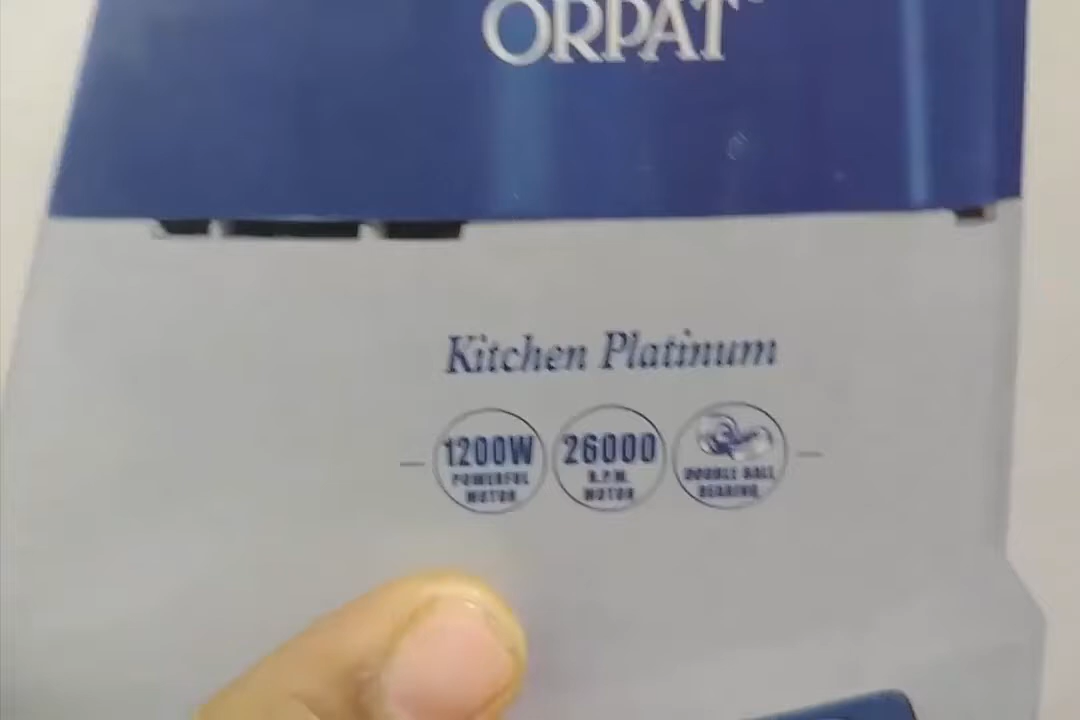 ORPAT
Kitchen Platinum
1200W
POWERFUL
MOTOR
26000
R.P.M.
MOTOR
DOUBLE BALL
BEARING